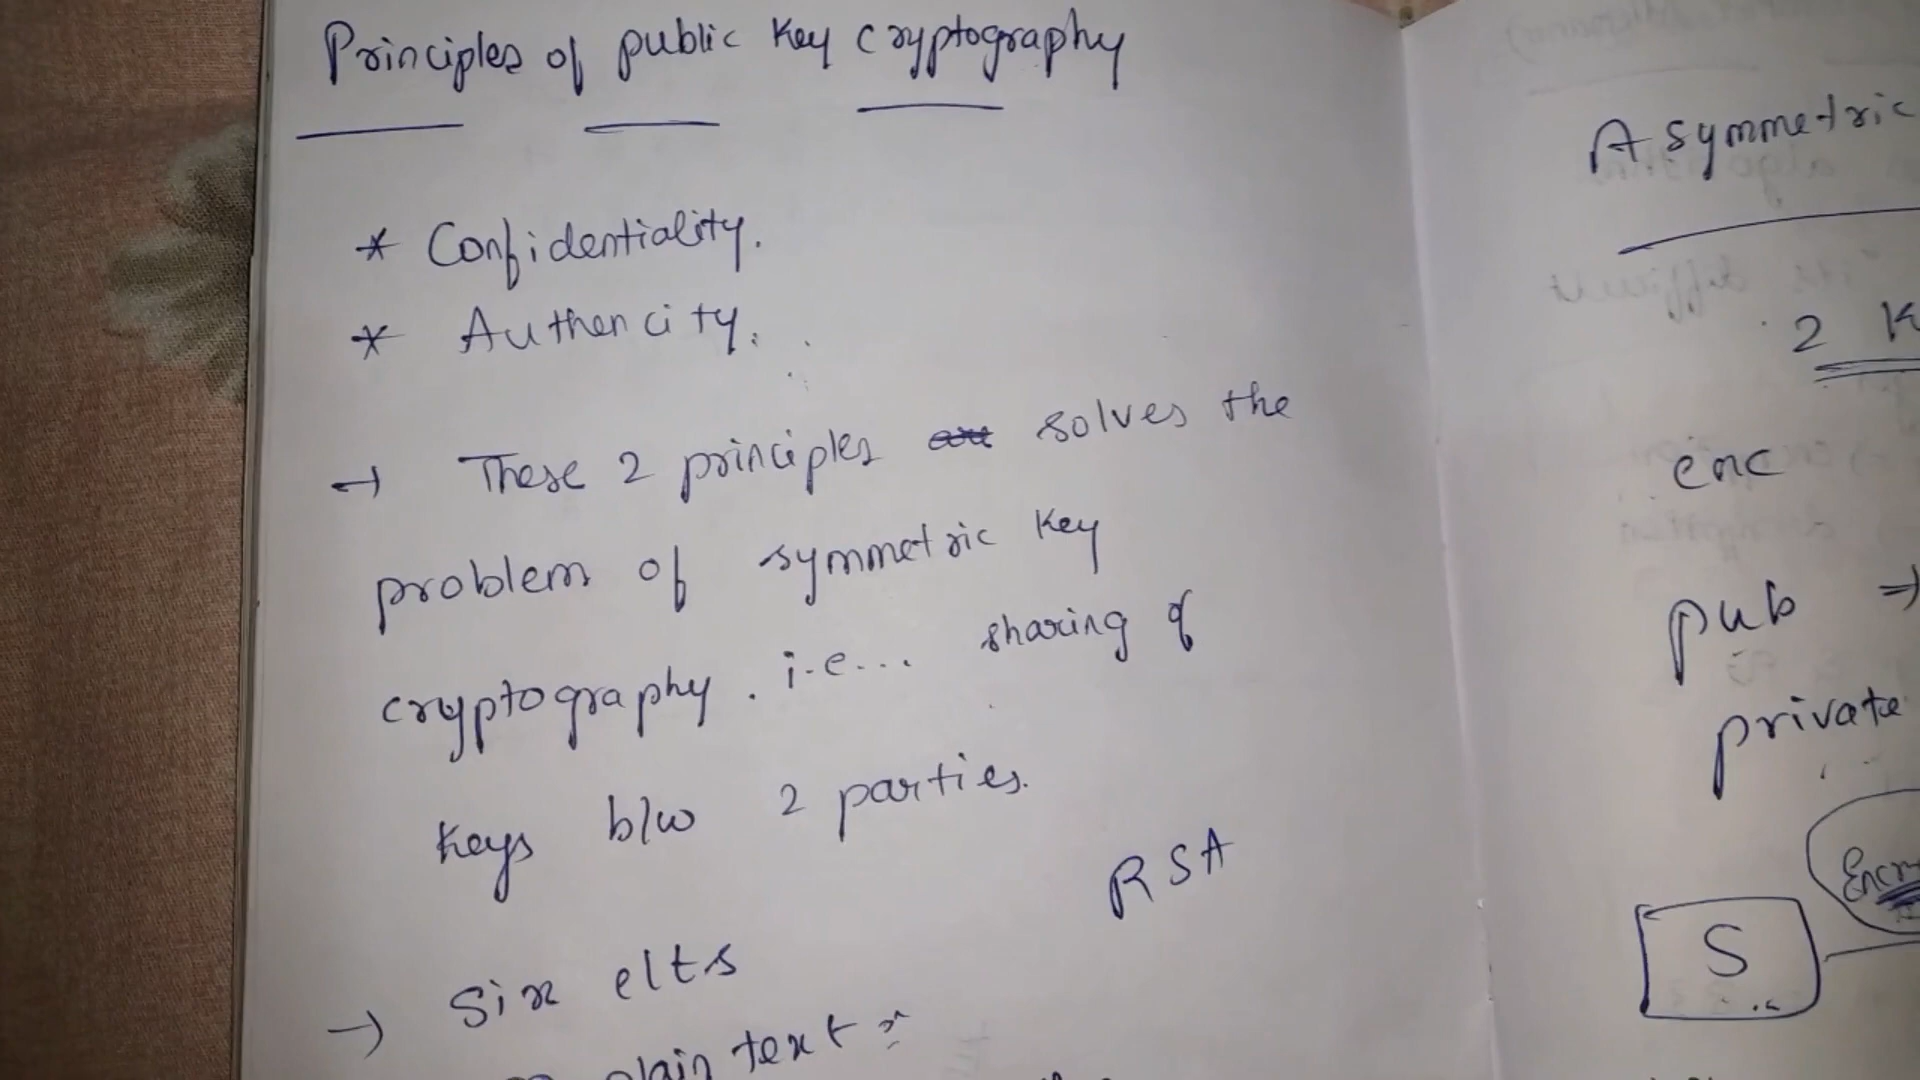 Principles of public key cryptography
* Confidentiality.
* Authencity.
→ These 2 principles solves the
problem of symmetric key
cryptography. i.e... sharing of
keys b/w 2 parties.
RSA
→ Six elts
plain text
Asymmetric
2 K
enc
pub →
private
S